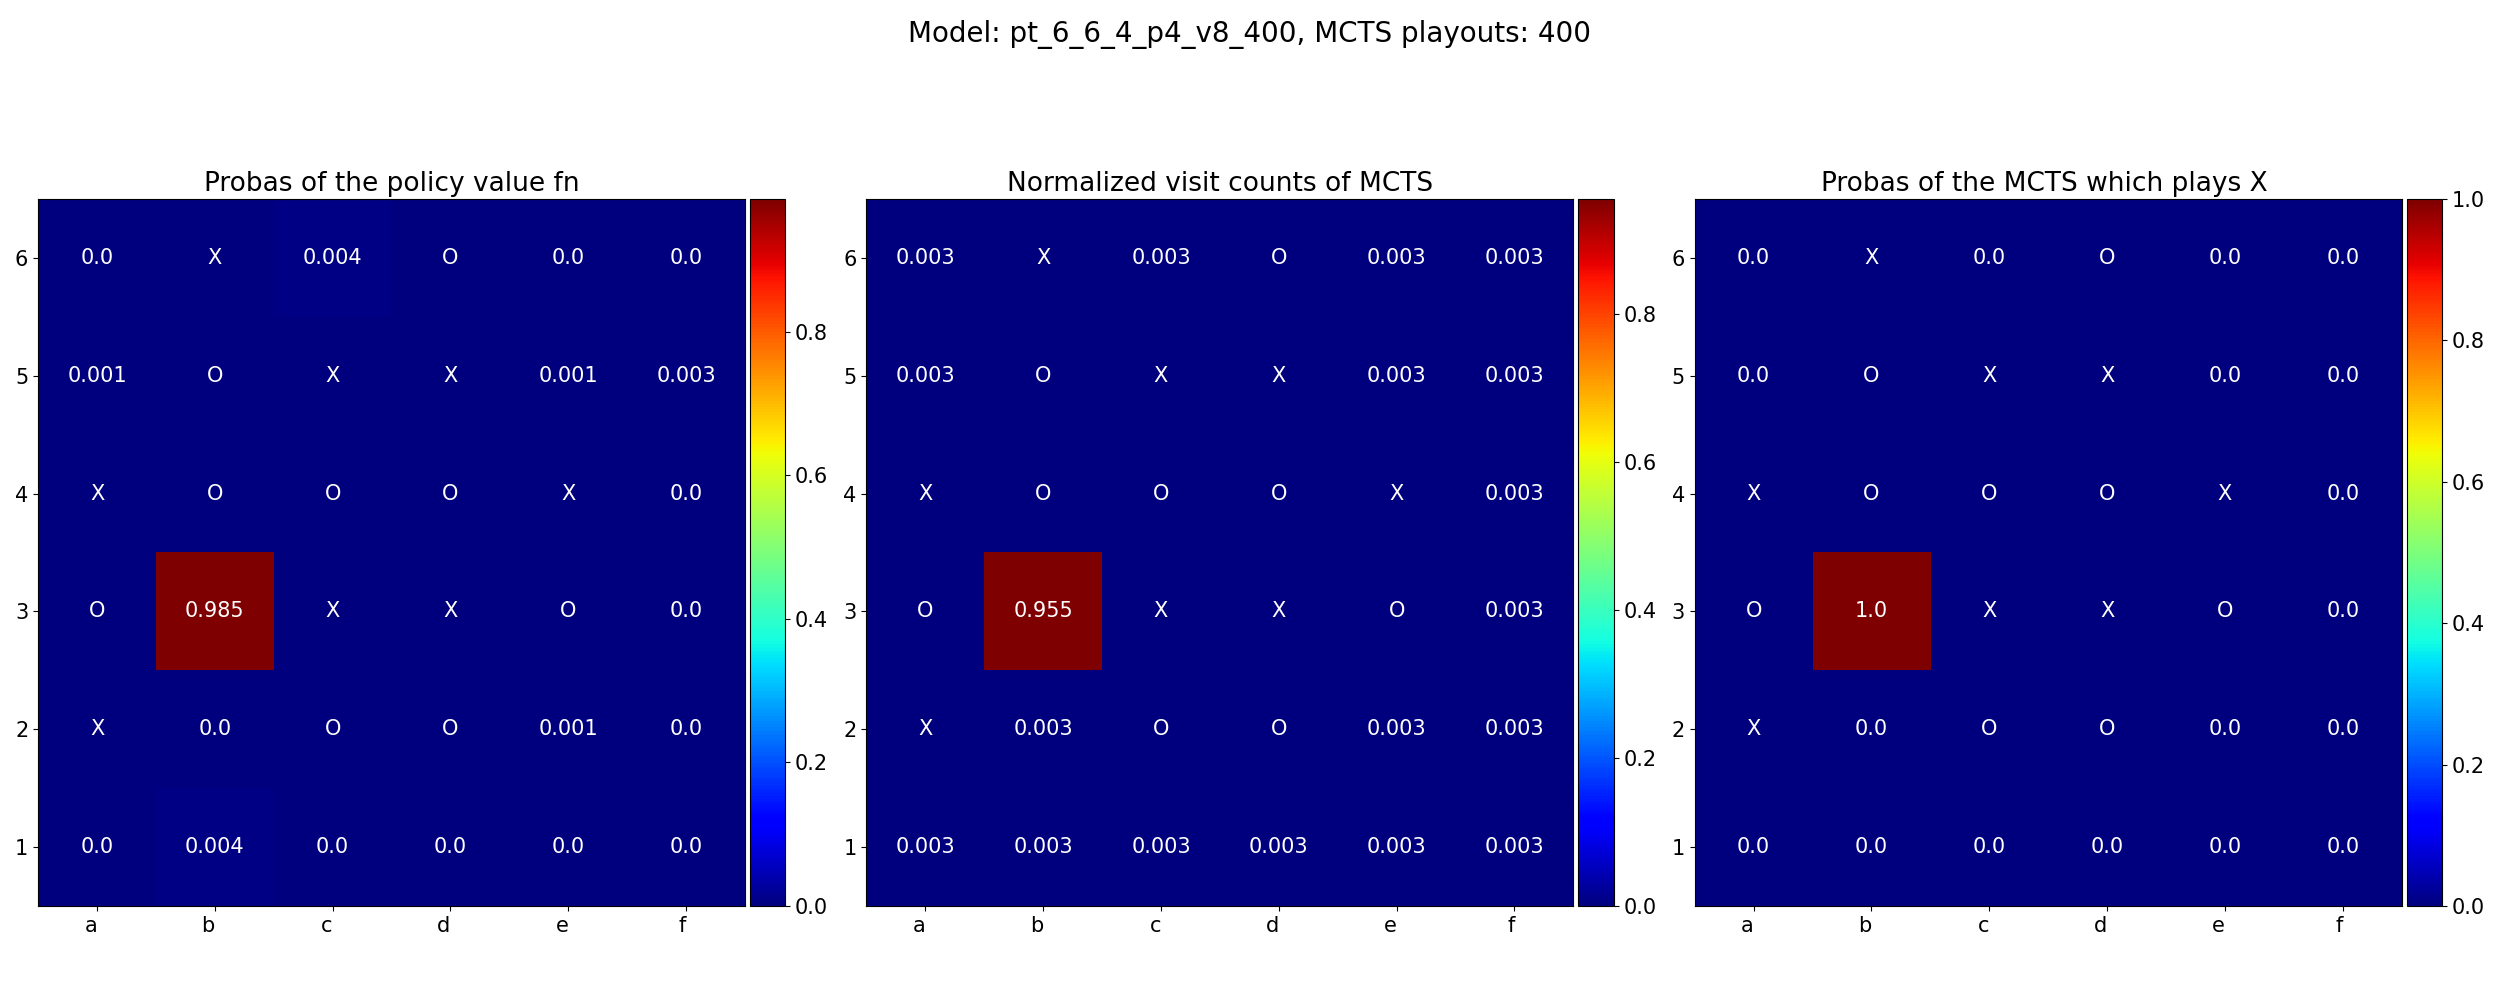 Model: pt_6_6_4_p4_v8_400, MCTS playouts: 400
Probas of the policy value fn
6 0.0 X 0.004 O 0.0 0.0
5 0.001 O X X 0.001 0.003
4 X O O O X 0.0
3 O 0.985 X X O 0.0
2 X 0.0 O O 0.001 0.0
1 0.0 0.004 0.0 0.0 0.0 0.0
a b c d e f
0.8
0.6
0.4
0.2
0.0
Normalized visit counts of MCTS
6 0.003 X 0.003 O 0.003 0.003
5 0.003 O X X 0.003 0.003
4 X O O O X 0.003
3 O 0.955 X X O 0.003
2 X 0.003 O O 0.003 0.003
1 0.003 0.003 0.003 0.003 0.003 0.003
a b c d e f
0.8
0.6
0.4
0.2
0.0
Probas of the MCTS which plays X
6 0.0 X 0.0 O 0.0 0.0
5 0.0 O X X 0.0 0.0
4 X O O O X 0.0
3 O 1.0 X X O 0.0
2 X 0.0 O O 0.0 0.0
1 0.0 0.0 0.0 0.0 0.0 0.0
a b c d e f
1.0
0.8
0.6
0.4
0.2
0.0